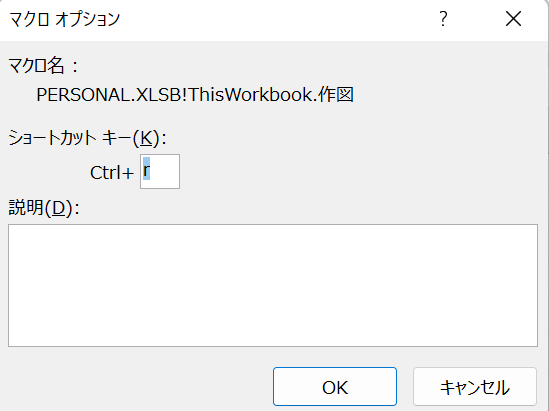 マクロ オプション ?
マクロ名 :
PERSONAL.XLSB!ThisWorkbook.作図
ショートカット キー(K):
Ctrl+ r
説明(D):
OK キャンセル